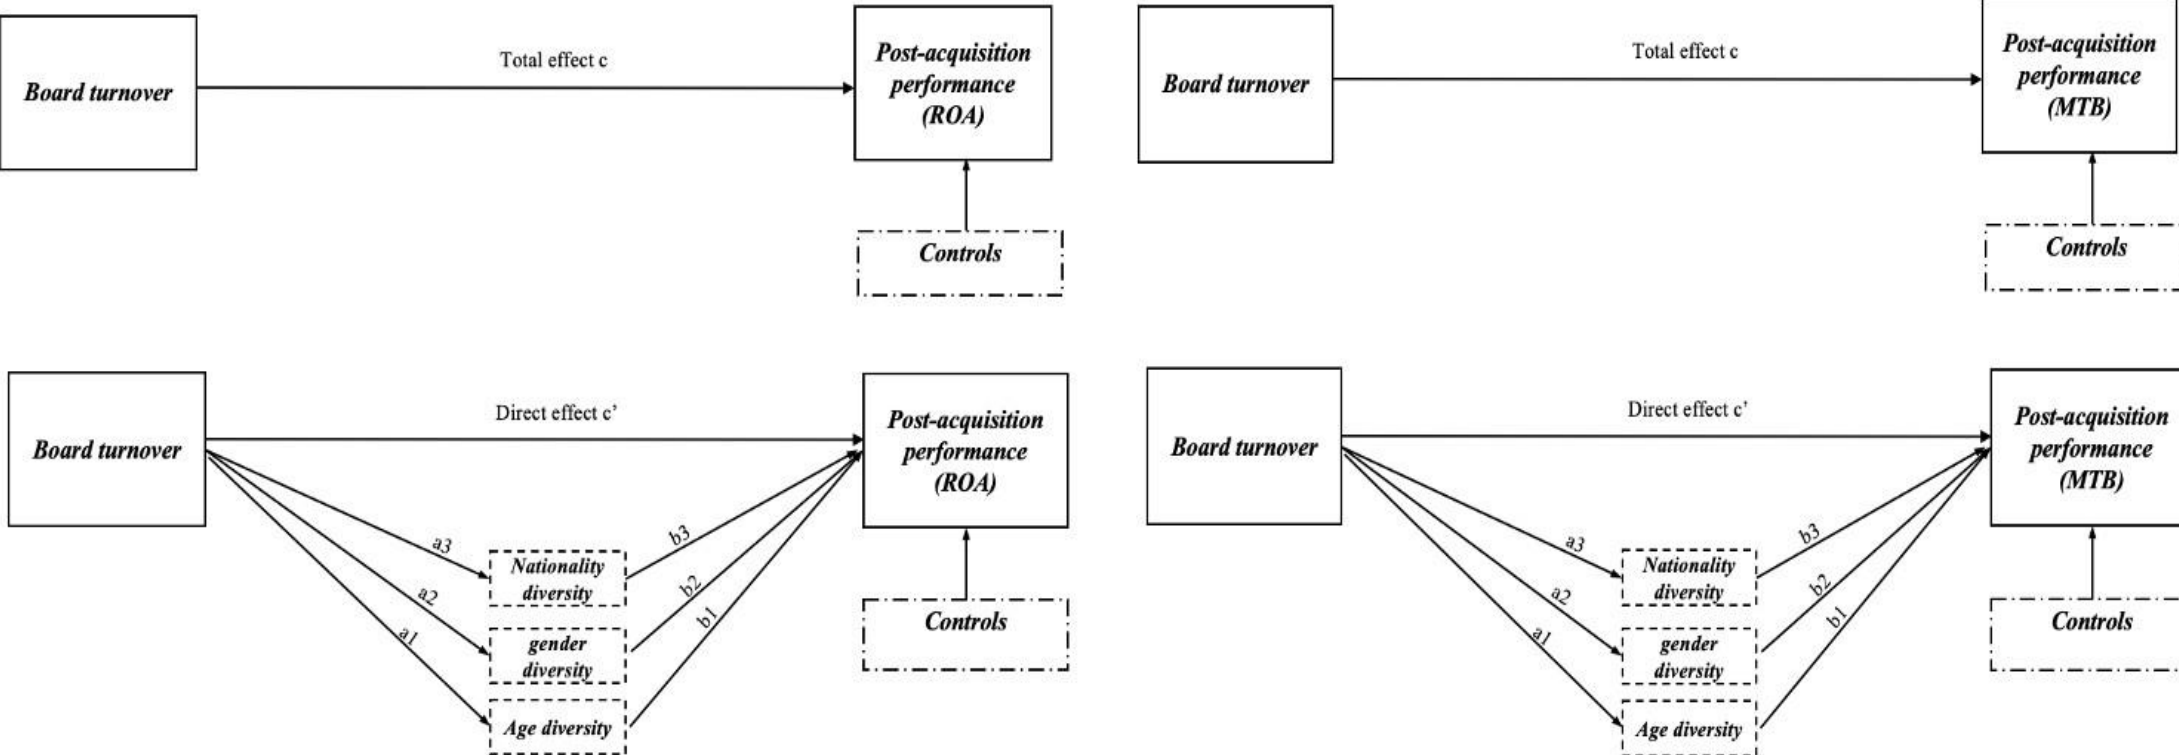 Board turnover
Total effect c
Post-acquisition
performance
(ROA)
Controls
Board turnover
Total effect c
Post-acquisition
performance
(MTB)
Controls
Board turnover
Direct effect c’
Post-acquisition
performance
(ROA)
a3
a2
a1
Nationality
diversity
gender
diversity
Age diversity
b3
b2
b1
Controls
Board turnover
Direct effect c’
Post-acquisition
performance
(MTB)
a3
a2
a1
Nationality
diversity
gender
diversity
Age diversity
b3
b2
b1
Controls